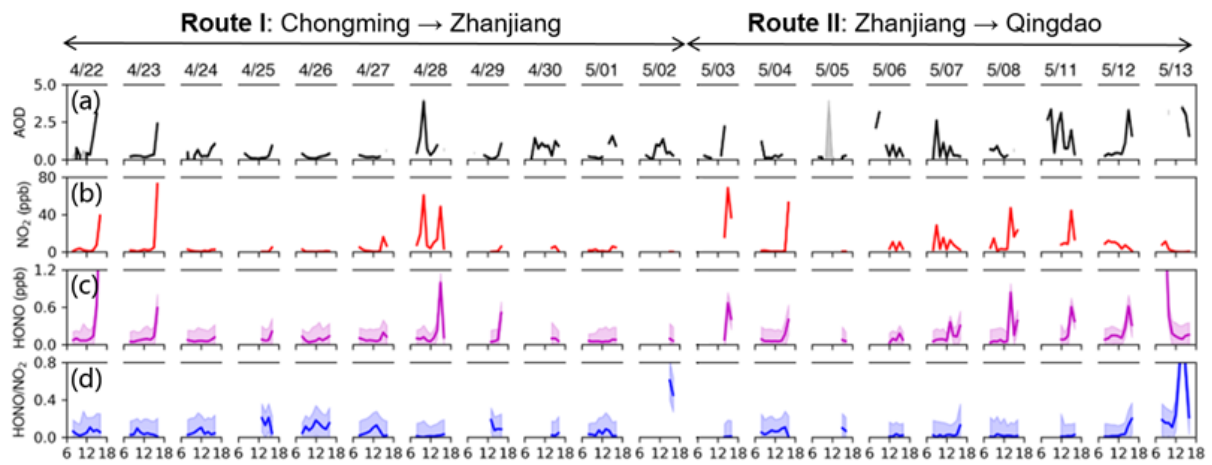 Route I: Chongming → Zhanjiang Route II: Zhanjiang → Qingdao
4/22 4/23 4/24 4/25 4/26 4/27 4/28 4/29 4/30 5/01 5/02 5/03 5/04 5/05 5/06 5/07 5/08 5/11 5/12 5/13
(a)
AOD
5.0
2.5
0.0
(b)
NO₂ (ppb)
80
40
0
(c)
HONO (ppb)
1.2
0.6
0.0
(d)
HONO/NO₂
0.8
0.4
0.0
6 12 18 6 12 18 6 12 18 6 12 18 6 12 18 6 12 18 6 12 18 6 12 18 6 12 18 6 12 18 6 12 18 6 12 18 6 12 18 6 12 18 6 12 18 6 12 18 6 12 18 6 12 18 6 12 18 6 12 18